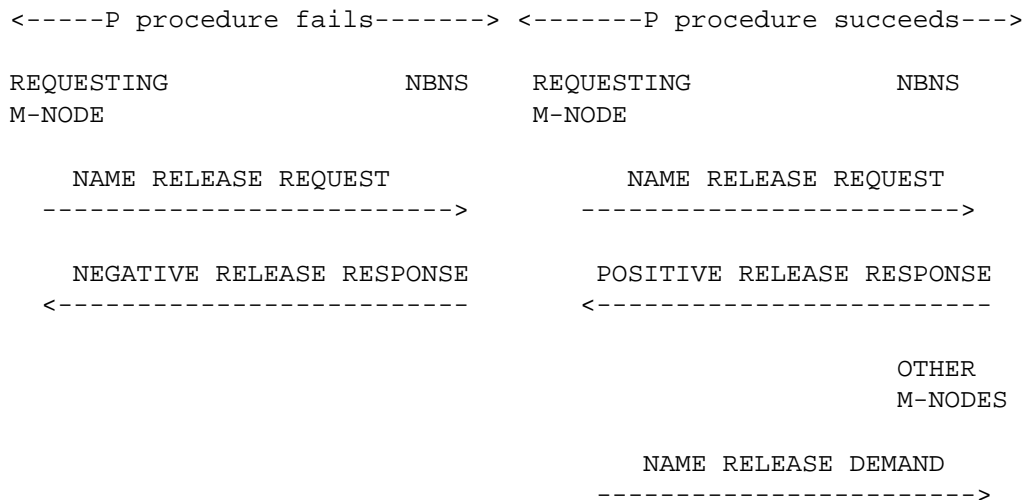 <-----P procedure fails-------> <-------P procedure succeeds--->
REQUESTING               NBNS    REQUESTING             NBNS
M-NODE                           M-NODE
    NAME RELEASE REQUEST               NAME RELEASE REQUEST
  -------------------------->       ------------------------>
    NEGATIVE RELEASE RESPONSE        POSITIVE RELEASE RESPONSE
  <--------------------------       <-------------------------
                                                        OTHER
                                                        M-NODES
                                        NAME RELEASE DEMAND
                                     ------------------------>